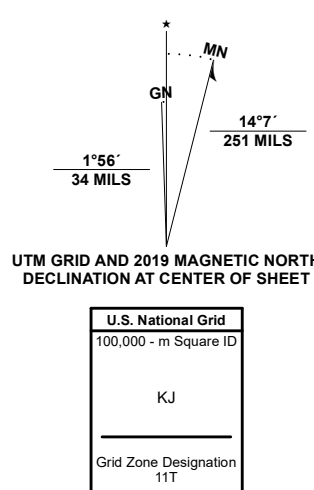 ★
MN
GN
14°7´
251 MILS
1°56´
34 MILS
UTM GRID AND 2019 MAGNETIC NORTH
DECLINATION AT CENTER OF SHEET
U.S. National Grid
100,000 - m Square ID
KJ
Grid Zone Designation
11T